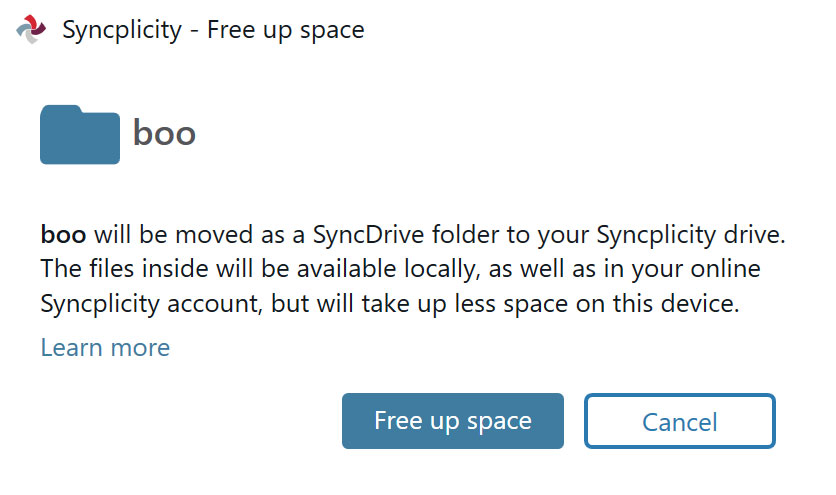 Syncplicity - Free up space
boo
boo will be moved as a SyncDrive folder to your Syncplicity drive.
The files inside will be available locally, as well as in your online
Syncplicity account, but will take up less space on this device.
Learn more
Free up space
Cancel